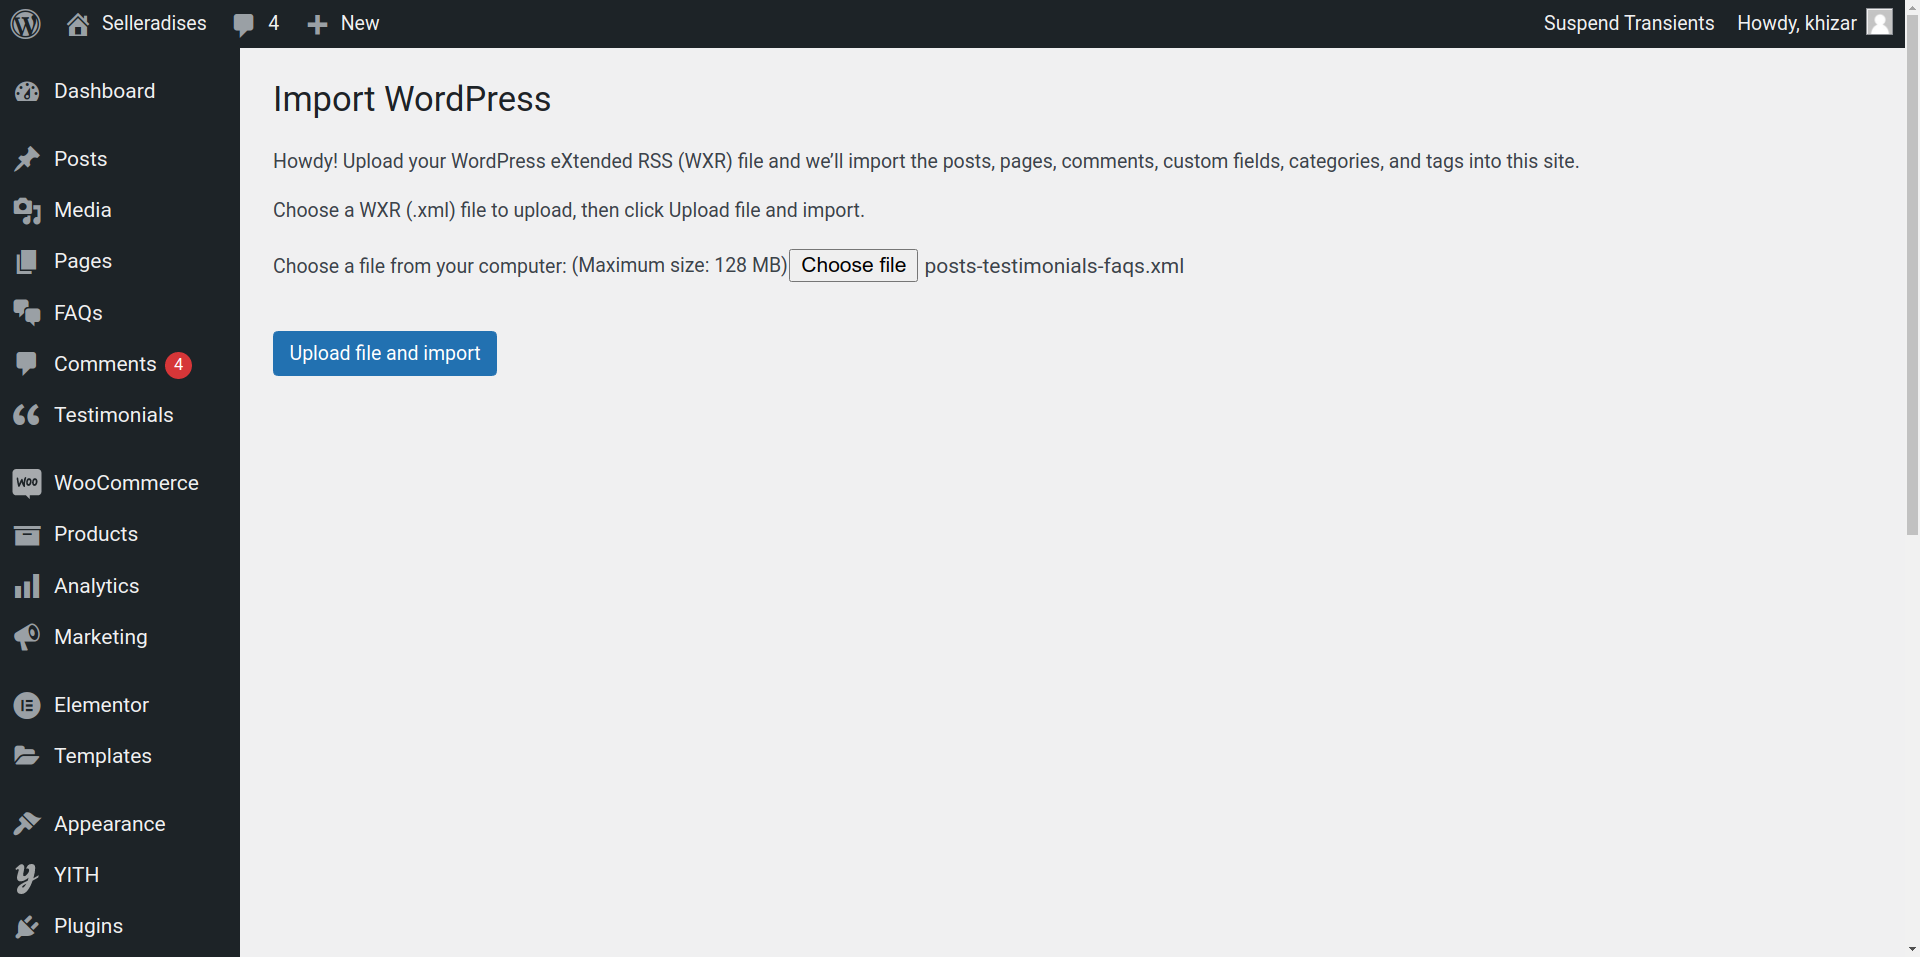 Selleradises
4
New
Suspend Transients
Howdy, khizar
Dashboard
Posts
Media
Pages
FAQs
Comments 4
Testimonials
WooCommerce
Products
Analytics
Marketing
Elementor
Templates
Appearance
YITH
Plugins
Import WordPress
Howdy! Upload your WordPress eXtended RSS (WXR) file and we’ll import the posts, pages, comments, custom fields, categories, and tags into this site.
Choose a WXR (.xml) file to upload, then click Upload file and import.
Choose a file from your computer: (Maximum size: 128 MB) Choose file posts-testimonials-faqs.xml
Upload file and import